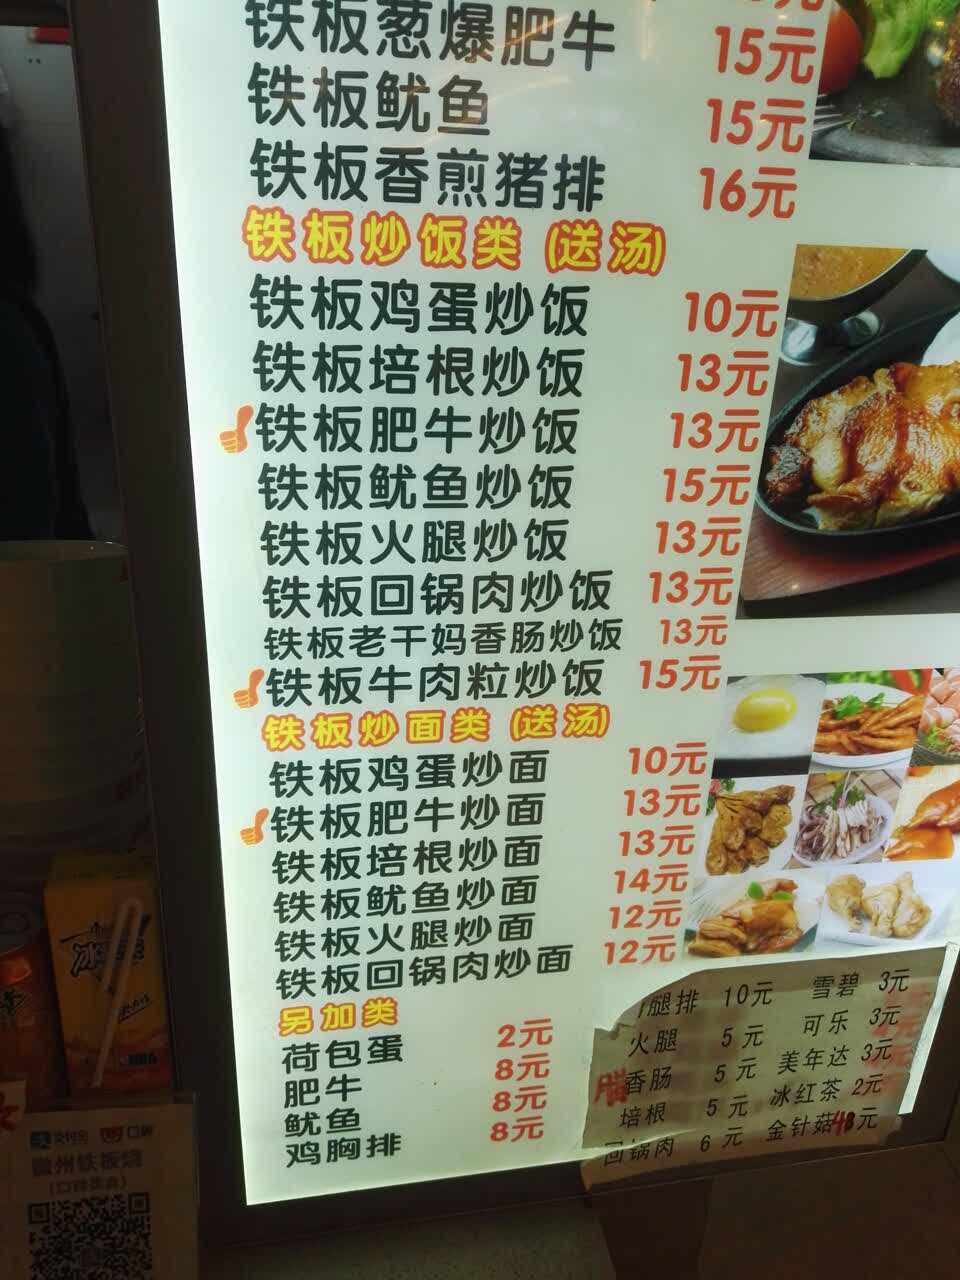 铁板葱爆肥牛 15元
铁板鱿鱼 15元
铁板香煎猪排 16元
铁板炒饭类 (送汤)
铁板鸡蛋炒饭 10元
铁板培根炒饭 13元
铁板肥牛炒饭 13元
铁板鱿鱼炒饭 15元
铁板火腿炒饭 13元
铁板回锅肉炒饭 13元
铁板老干妈香肠炒饭 13元
铁板牛肉粒炒饭 15元
铁板炒面类 (送汤)
铁板鸡蛋炒面 10元
铁板肥牛炒面 13元
铁板培根炒面 13元
铁板鱿鱼炒面 14元
铁板火腿炒面 12元
铁板回锅肉炒面 12元
另加类
荷包蛋 2元
肥牛 8元
鱿鱼 8元
鸡胸排 8元
腿排 10元 雪碧 3元
火腿 5元 可乐 3元
香肠 5元 美年达 3元
培根 5元 冰红茶 2元
回锅肉 6元 金针菇 元
支付宝 口碑
徽州铁板烧